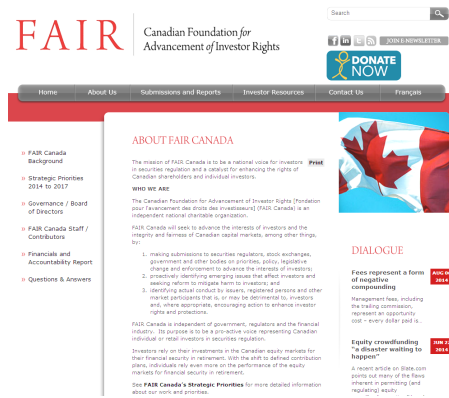 Search
FAIR
Canadian Foundation for
Advancement of Investor Rights
JOIN E-NEWSLETTER
DONATE
NOW
Home
About Us
Submissions and Reports
Investor Resources
Contact Us
Français
» FAIR Canada
Background
» Strategic Priorities
2014 to 2017
» Governance / Board
of Directors
» FAIR Canada Staff /
Contributors
» Financials and
Accountability Report
» Questions & Answers
ABOUT FAIR CANADA
Print
The mission of FAIR Canada is to be a national voice for investors
in securities regulation and a catalyst for enhancing the rights of
Canadian shareholders and individual investors.
WHO WE ARE
The Canadian Foundation for Advancement of Investor Rights [Fondation
pour l'avancement des droits des investisseurs] (FAIR Canada) is an
independent national charitable organization.
FAIR Canada will seek to advance the interests of investors and the
integrity and fairness of Canadian capital markets, among other things,
by:
1. making submissions to securities regulators, stock exchanges,
government and other bodies on priorities, policy, legislative
change and enforcement to advance the interests of investors;
2. proactively identifying emerging issues that effect investors and
seeking reform to mitigate harm to investors; and
3. identifying actual conduct by issuers, registered persons and other
market participants that is, or may be detrimental to, investors
and, where appropriate, encouraging action to enhance investor
rights and protections.
FAIR Canada is independent of government, regulators and the financial
industry. Its purpose is to be a pro-active voice representing Canadian
individual or retail investors in securities regulation.
Investors rely on their investments in the Canadian equity markets for
their financial security in retirement. With the shift to defined contribution
plans, individuals rely even more on the performance of the equity
markets for financial security in retirement.
See FAIR Canada's Strategic Priorities for more detailed information
about our work and priorities.
DIALOGUE
Fees represent a form
of negative
compounding
AUG 06
2014
Management fees, including
the trading commission,
represent an opportunity
cost – every dollar paid is...
Equity crowdfunding
"a disaster waiting to
happen"
JUN 23
2014
A recent article on Slate.com
points out many of the flaws
inherent in permitting (and
regulating) equity